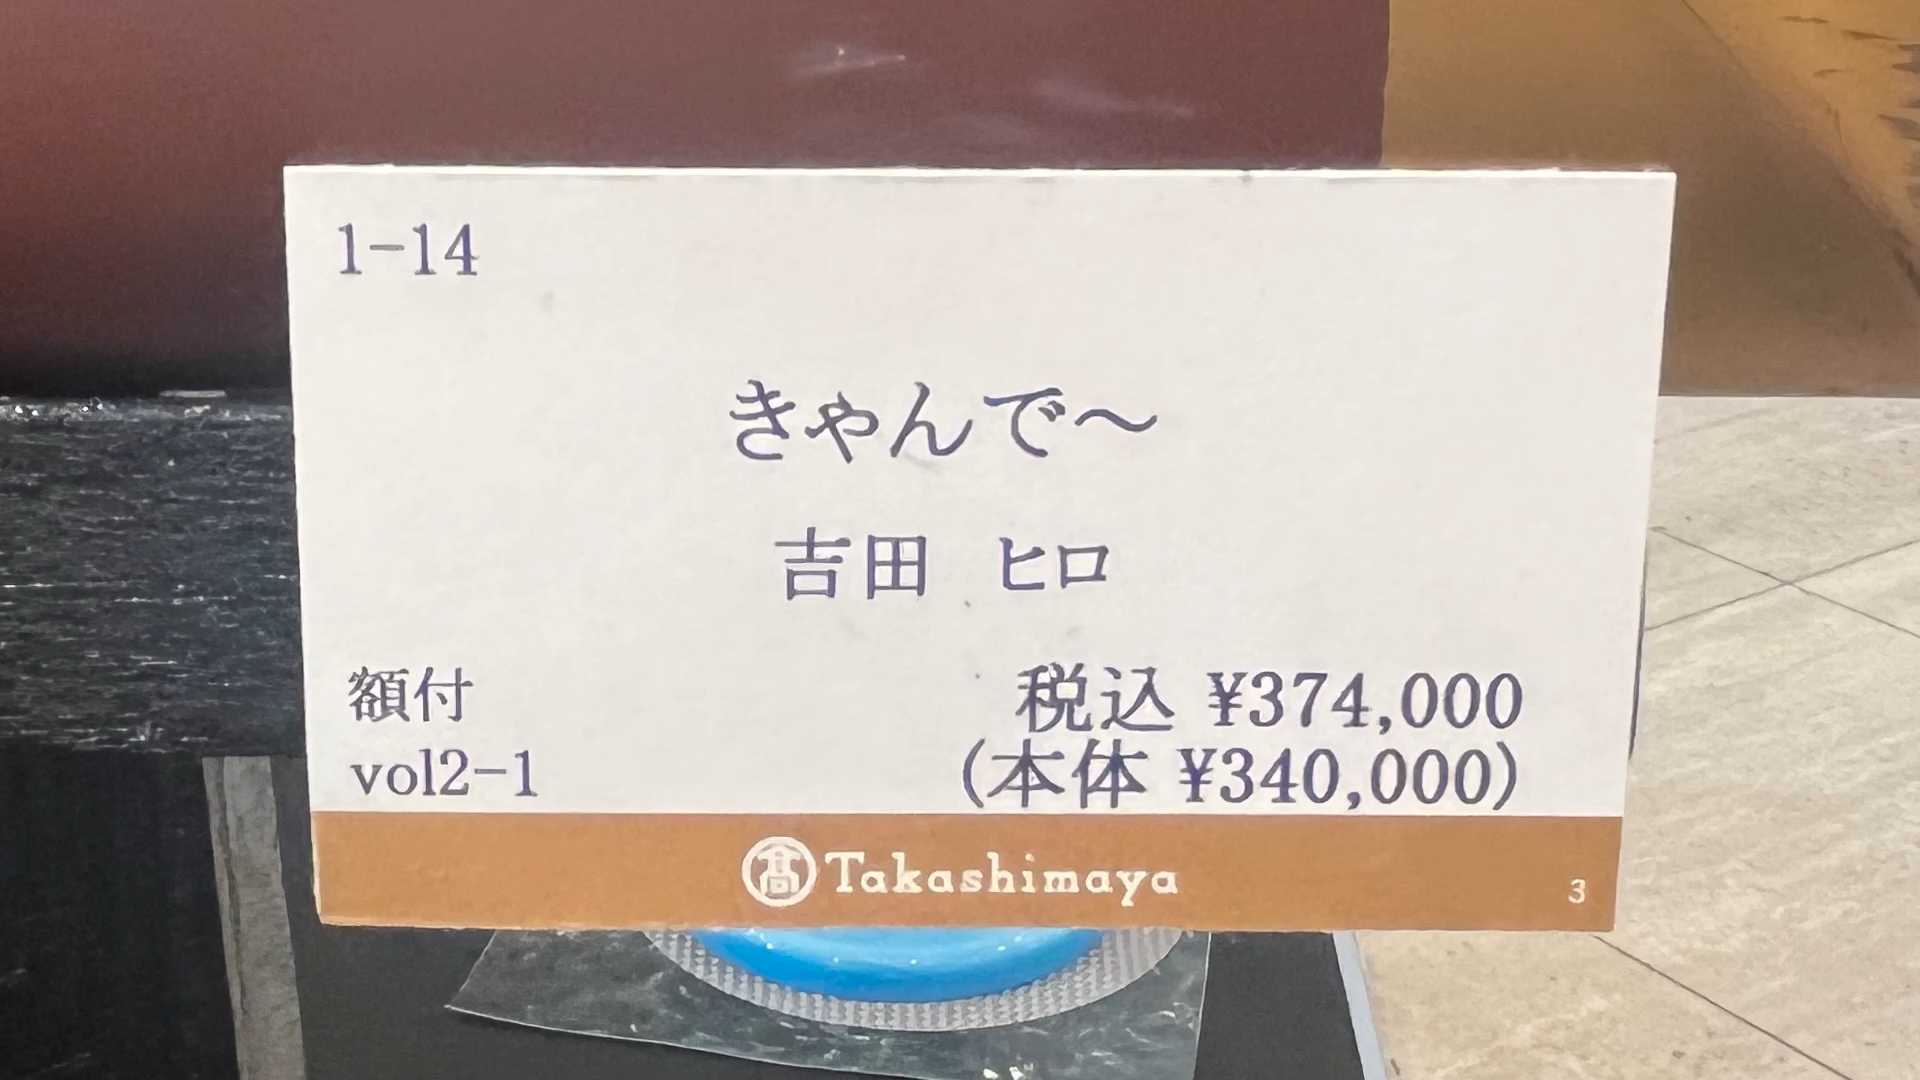 1-14
きゃんで～
吉田　ヒロ
額付
税込 ¥374,000
vol2-1
(本体 ¥340,000)
髙 Takashimaya
3